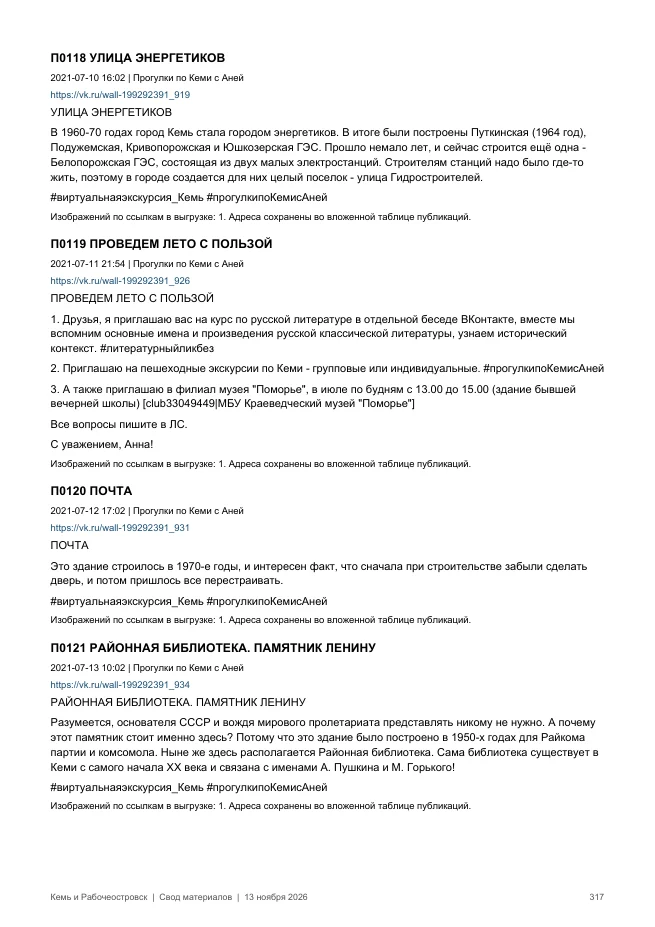 П0118 УЛИЦА ЭНЕРГЕТИКОВ
2021-07-10 16:02 | Прогулки по Кеми с Аней
https://vk.ru/wall-199292391_919
УЛИЦА ЭНЕРГЕТИКОВ
В 1960-70 годах город Кемь стала городом энергетиков. В итоге были построены Путкинская (1964 год),
Подужемская, Кривопорожская и Юшкозерская ГЭС. Прошло немало лет, и сейчас строится ещё одна -
Белопорожская ГЭС, состоящая из двух малых электростанций. Строителям станций надо было где-то
жить, поэтому в городе создается для них целый поселок - улица Гидростроителей.
#виртуальнаяэкскурсия_Кемь #прогулкипоКемисАней
Изображений по ссылкам в выгрузке: 1. Адреса сохранены во вложенной таблице публикаций.
П0119 ПРОВЕДЕМ ЛЕТО С ПОЛЬЗОЙ
2021-07-11 21:54 | Прогулки по Кеми с Аней
https://vk.ru/wall-199292391_926
ПРОВЕДЕМ ЛЕТО С ПОЛЬЗОЙ
1. Друзья, я приглашаю вас на курс по русской литературе в отдельной беседе ВКонтакте, вместе мы
вспомним основные имена и произведения русской классической литературы, узнаем исторический
контекст. #литературныйликбез
2. Приглашаю на пешеходные экскурсии по Кеми - групповые или индивидуальные. #прогулкипоКемисАней
3. А также приглашаю в филиал музея "Поморье", в июле по будням с 13.00 до 15.00 (здание бывшей
вечерней школы) [club33049449|МБУ Краеведческий музей "Поморье"]
Все вопросы пишите в ЛС.
С уважением, Анна!
Изображений по ссылкам в выгрузке: 1. Адреса сохранены во вложенной таблице публикаций.
П0120 ПОЧТА
2021-07-12 17:02 | Прогулки по Кеми с Аней
https://vk.ru/wall-199292391_931
ПОЧТА
Это здание строилось в 1970-е годы, и интересен факт, что сначала при строительстве забыли сделать
дверь, и потом пришлось все перестраивать.
#виртуальнаяэкскурсия_Кемь #прогулкипоКемисАней
Изображений по ссылкам в выгрузке: 1. Адреса сохранены во вложенной таблице публикаций.
П0121 РАЙОННАЯ БИБЛИОТЕКА. ПАМЯТНИК ЛЕНИНУ
2021-07-13 10:02 | Прогулки по Кеми с Аней
https://vk.ru/wall-199292391_934
РАЙОННАЯ БИБЛИОТЕКА. ПАМЯТНИК ЛЕНИНУ
Разумеется, основателя СССР и вождя мирового пролетариата представлять никому не нужно. А почему
этот памятник стоит именно здесь? Потому что это здание было построено в 1950-х годах для Райкома
партии и комсомола. Ныне же здесь располагается Районная библиотека. Сама библиотека существует в
Кеми с самого начала XX века и связана с именами А. Пушкина и М. Горького!
#виртуальнаяэкскурсия_Кемь #прогулкипоКемисАней
Изображений по ссылкам в выгрузке: 1. Адреса сохранены во вложенной таблице публикаций.
Кемь и Рабочеостровск | Свод материалов | 13 ноября 2026
317